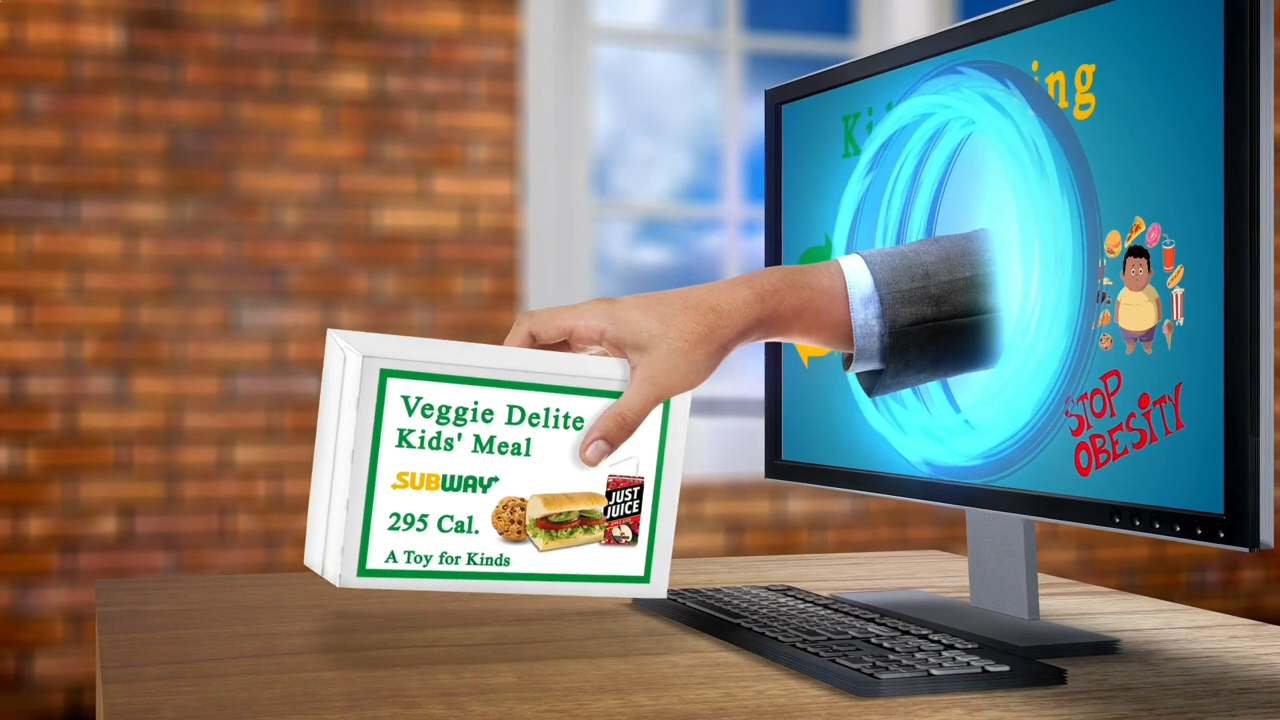 Veggie Delite
Kids' Meal
SUBWAY
295 Cal.
A Toy for Kinds
JUST
JUICE
STOP
OBESITY